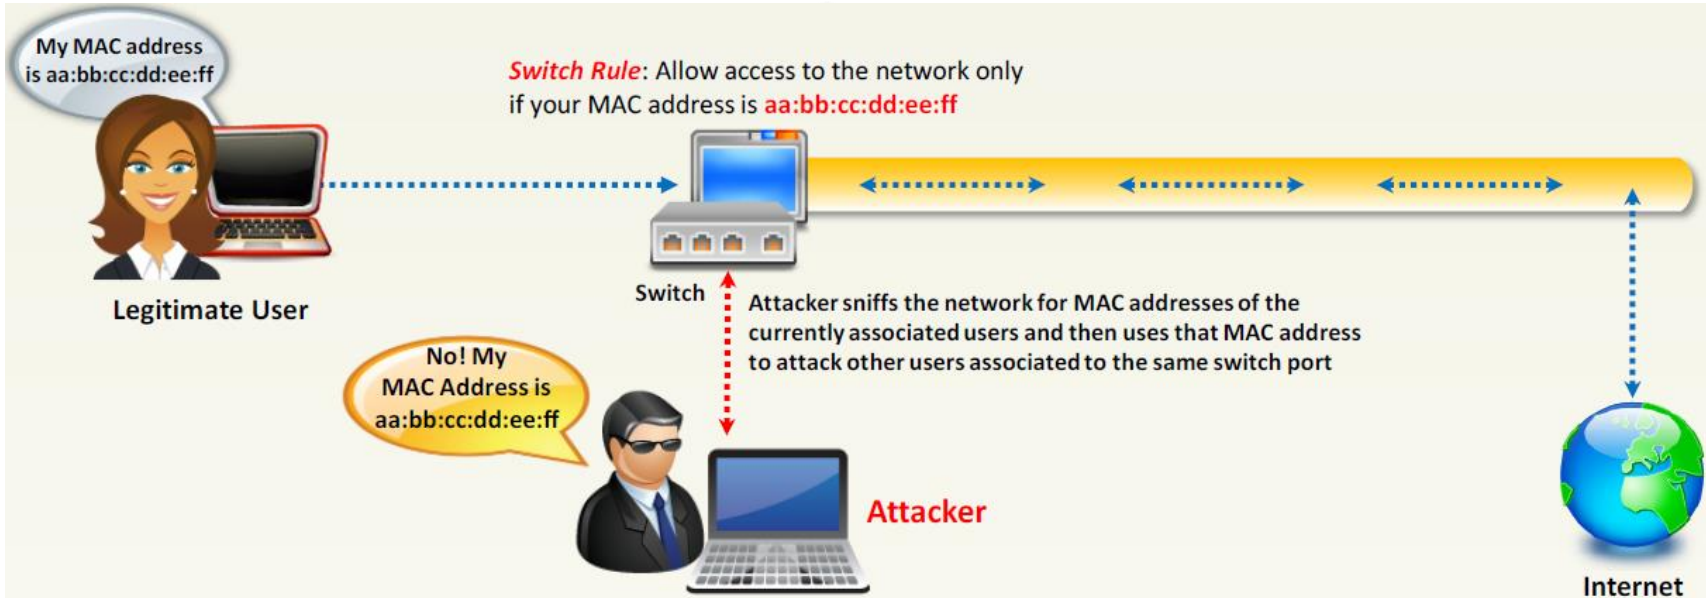 My MAC address
is aa:bb:cc:dd:ee:ff
Switch Rule: Allow access to the network only
if your MAC address is aa:bb:cc:dd:ee:ff
Legitimate User
Switch
Attacker sniffs the network for MAC addresses of the
currently associated users and then uses that MAC address
to attack other users associated to the same switch port
No! My
MAC Address is
aa:bb:cc:dd:ee:ff
Attacker
Internet